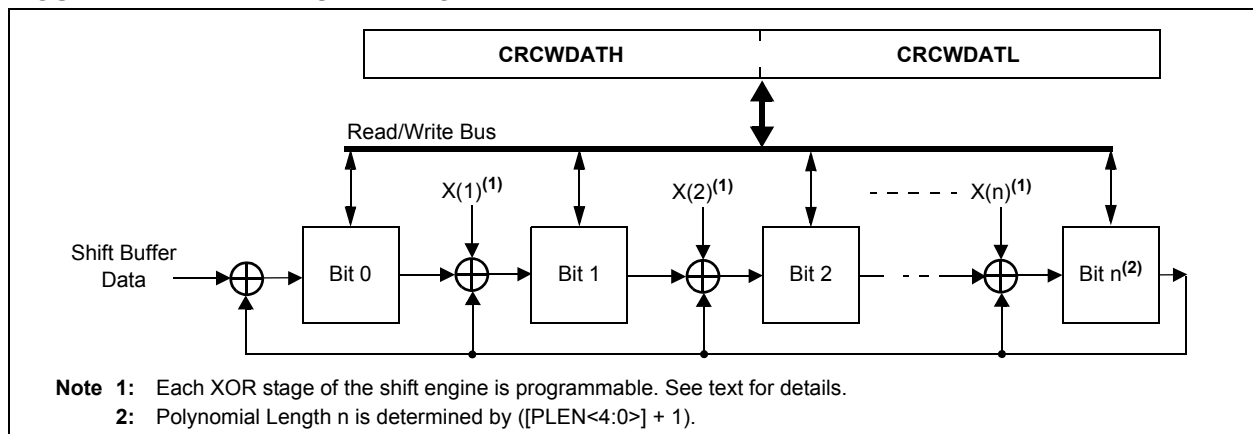 CRCWDATH CRCWDATL
Read/Write Bus
X(1)(1) X(2)(1) X(n)(1)
Shift Buffer
Data
Bit 0 Bit 1 Bit 2 Bit n(2)
Note 1: Each XOR stage of the shift engine is programmable. See text for details.
2: Polynomial Length n is determined by ([PLEN<4:0>] + 1).